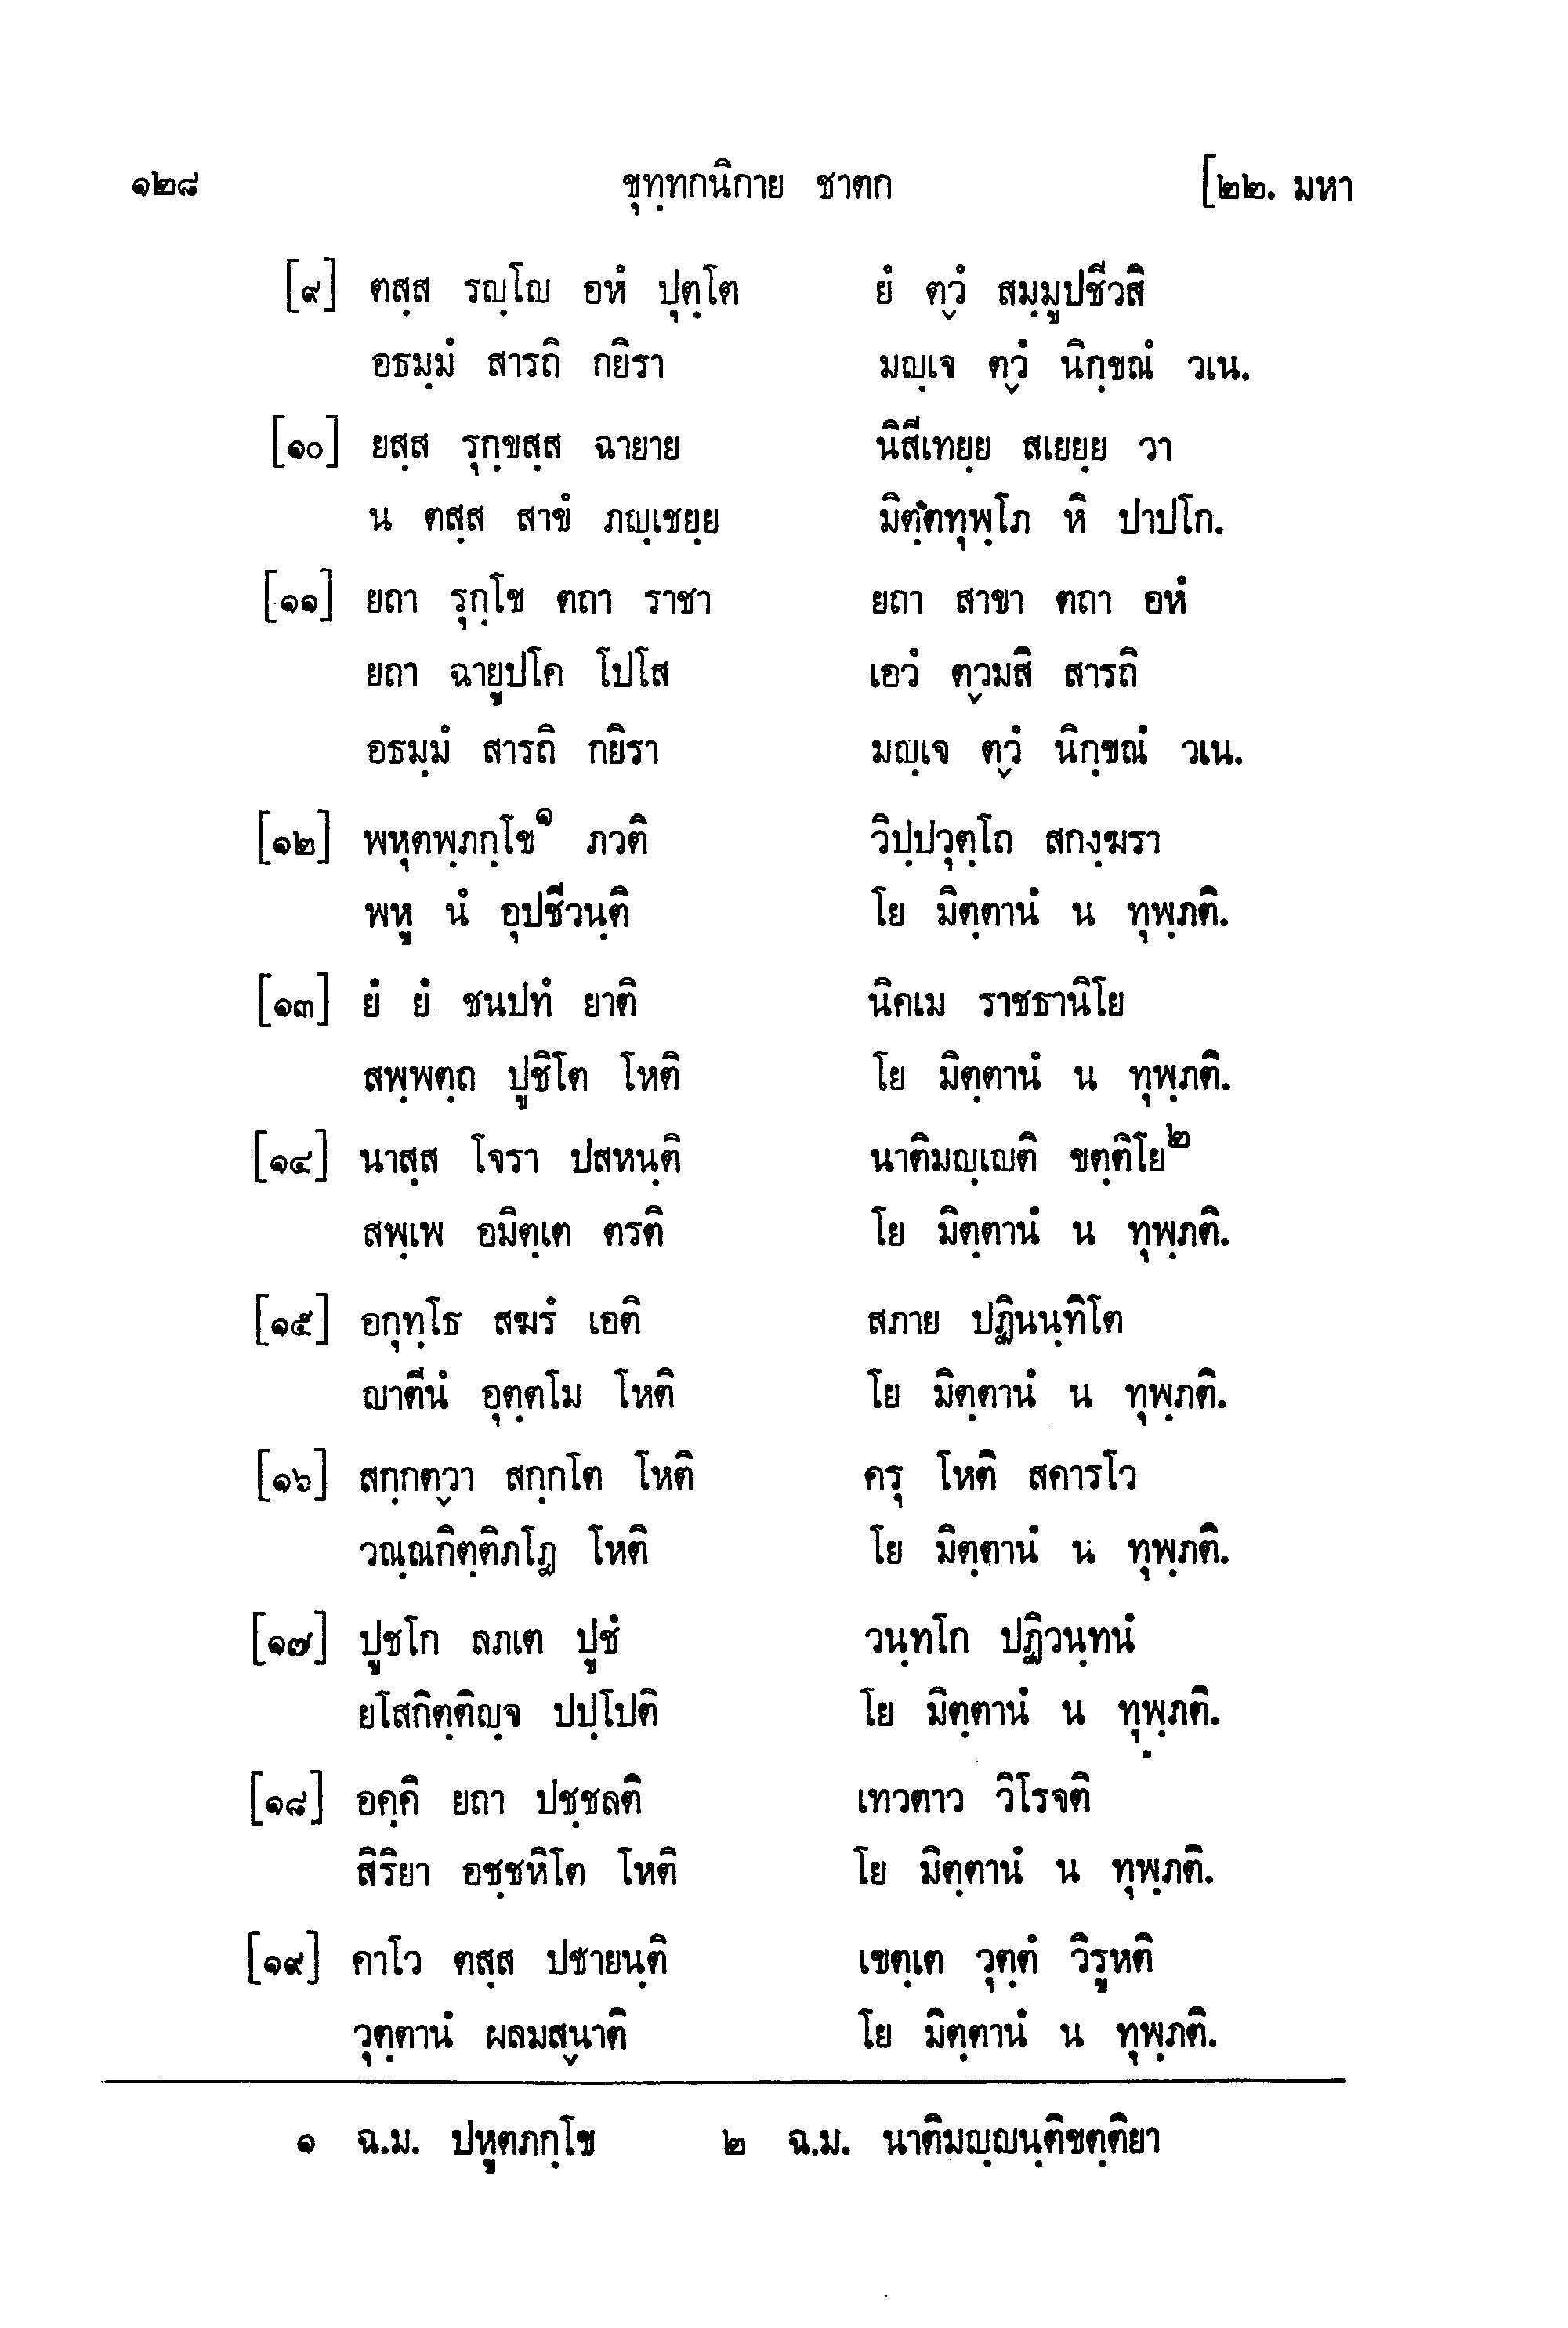 ๑๒๘ ขุทฺทกนิกาย ชาตก [๒๒. มหา
[๙] ตสฺส รญฺโญ อหํ ปุตฺโต ยํ ตฺวํ สมฺมูปชีวสิ
อธมฺมํ สารถิ กยิรา มญฺเจ ตฺวํ นิกฺขณํ วเน.
[๑๐] ยสฺส รุกฺขสฺส ฉายาย นิสีเทยฺย สเยยฺย วา
น ตสฺส สาขํ ภญฺเชยฺย มิตฺตทุพฺโภ หิ ปาปโก.
[๑๑] ยถา รุกฺโข ตถา ราชา ยถา สาขา ตถา อหํ
ยถา ฉายูปโค โปโส เอวํ ตฺวมสิ สารถิ
อธมฺมํ สารถิ กยิรา มญฺเจ ตฺวํ นิกฺขณํ วเน.
[๑๒] พหุตพฺภกฺโข๑ ภวติ วิปฺปวุตฺโถ สกงฺฆรา
พหู นํ อุปชีวนฺติ โย มิตฺตานํ น ทุพฺภติ.
[๑๓] ยํ ยํ ชนปทํ ยาติ นิคเม ราชธานิโย
สพฺพตฺถ ปูชิโต โหติ โย มิตฺตานํ น ทุพฺภติ.
[๑๔] นาสฺส โจรา ปสหนฺติ นาติมญฺเญติ ขตฺติโย๒
สพฺเพ อมิตฺเต ตรติ โย มิตฺตานํ น ทุพฺภติ.
[๑๕] อกุทฺโธ สฆรํ เอติ สภาย ปฏินนฺทิโต
ญาตีนํ อุตฺตโม โหติ โย มิตฺตานํ น ทุพฺภติ.
[๑๖] สกฺกตฺวา สกฺกโต โหติ ครุ โหติ สคารโว
วณฺณกิตฺติภโฏ โหติ โย มิตฺตานํ น ทุพฺภติ.
[๑๗] ปูชโก ลภเต ปูชํ วนฺทโก ปฏิวนฺทนํ
ยโสกิตฺติญฺจ ปปฺโปติ โย มิตฺตานํ น ทุพฺภติ.
[๑๘] อคฺคิ ยถา ปชฺชลติ เทวตาว วิโรจติ
สิริยา อชฺชหิโต โหติ โย มิตฺตานํ น ทุพฺภติ.
[๑๙] คาโว ตสฺส ปชายนฺติ เขตฺเต วุตฺตํ วิรูหติ
วุตฺตานํ ผลมสฺนาติ โย มิตฺตานํ น ทุพฺภติ.
๑ ฉ.ม. ปหูตภกฺโข ๒ ฉ.ม. นาติมญฺญนฺติขตฺติยา